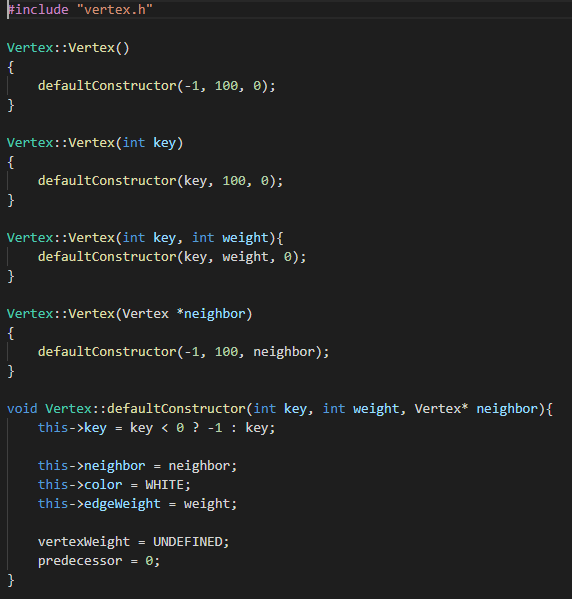 #include "vertex.h"
Vertex::Vertex()
{
defaultConstructor(-1, 100, 0);
}
Vertex::Vertex(int key)
{
defaultConstructor(key, 100, 0);
}
Vertex::Vertex(int key, int weight){
defaultConstructor(key, weight, 0);
}
Vertex::Vertex(Vertex *neighbor)
{
defaultConstructor(-1, 100, neighbor);
}
void Vertex::defaultConstructor(int key, int weight, Vertex* neighbor){
this->key = key < 0 ? -1 : key;
this->neighbor = neighbor;
this->color = WHITE;
this->edgeWeight = weight;
vertexWeight = UNDEFINED;
predecessor = 0;
}